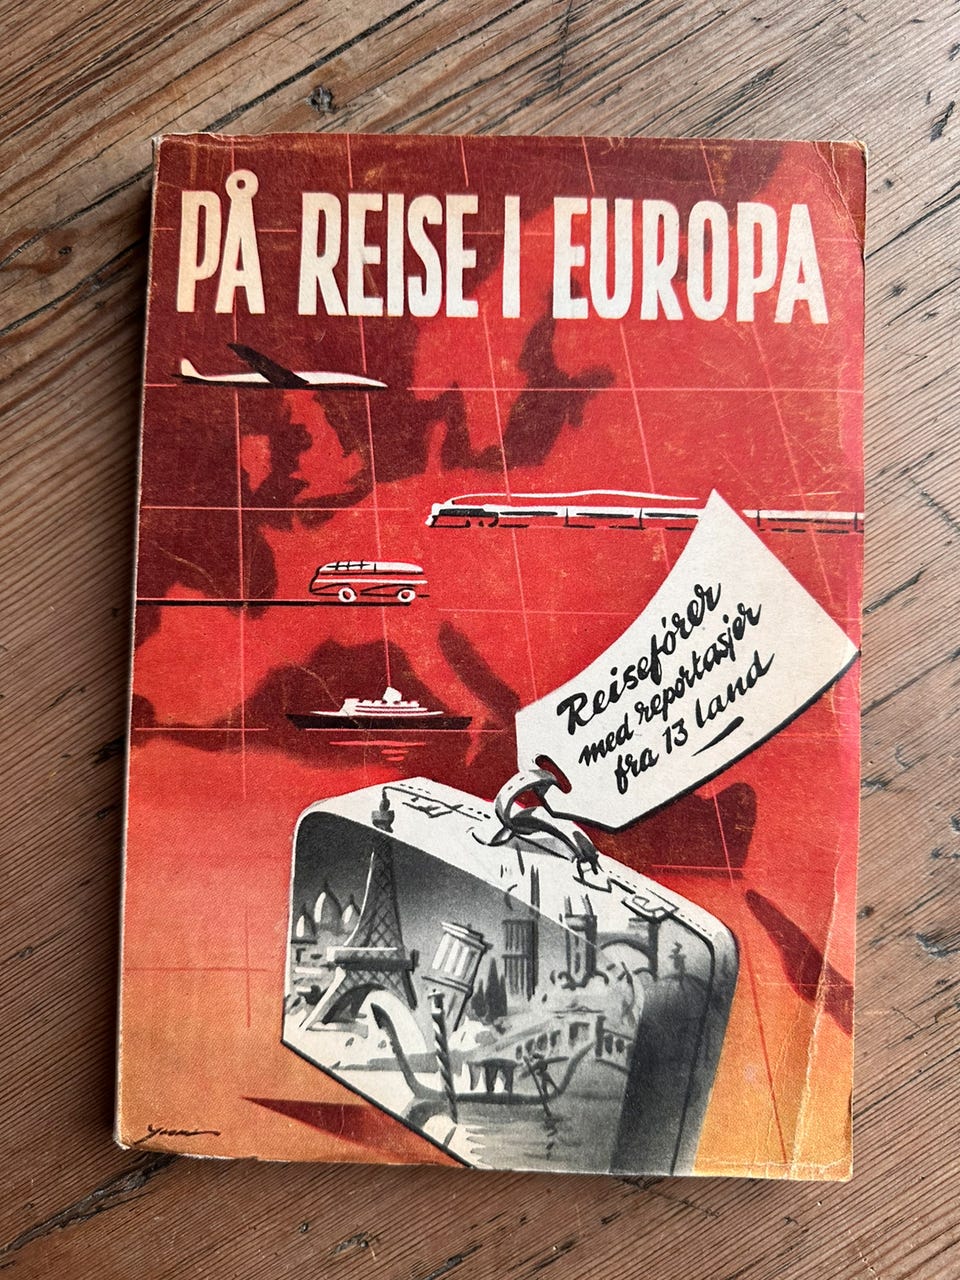 PÅ REISE I EUROPA
Reisefører
med reportasjer
fra 13 land